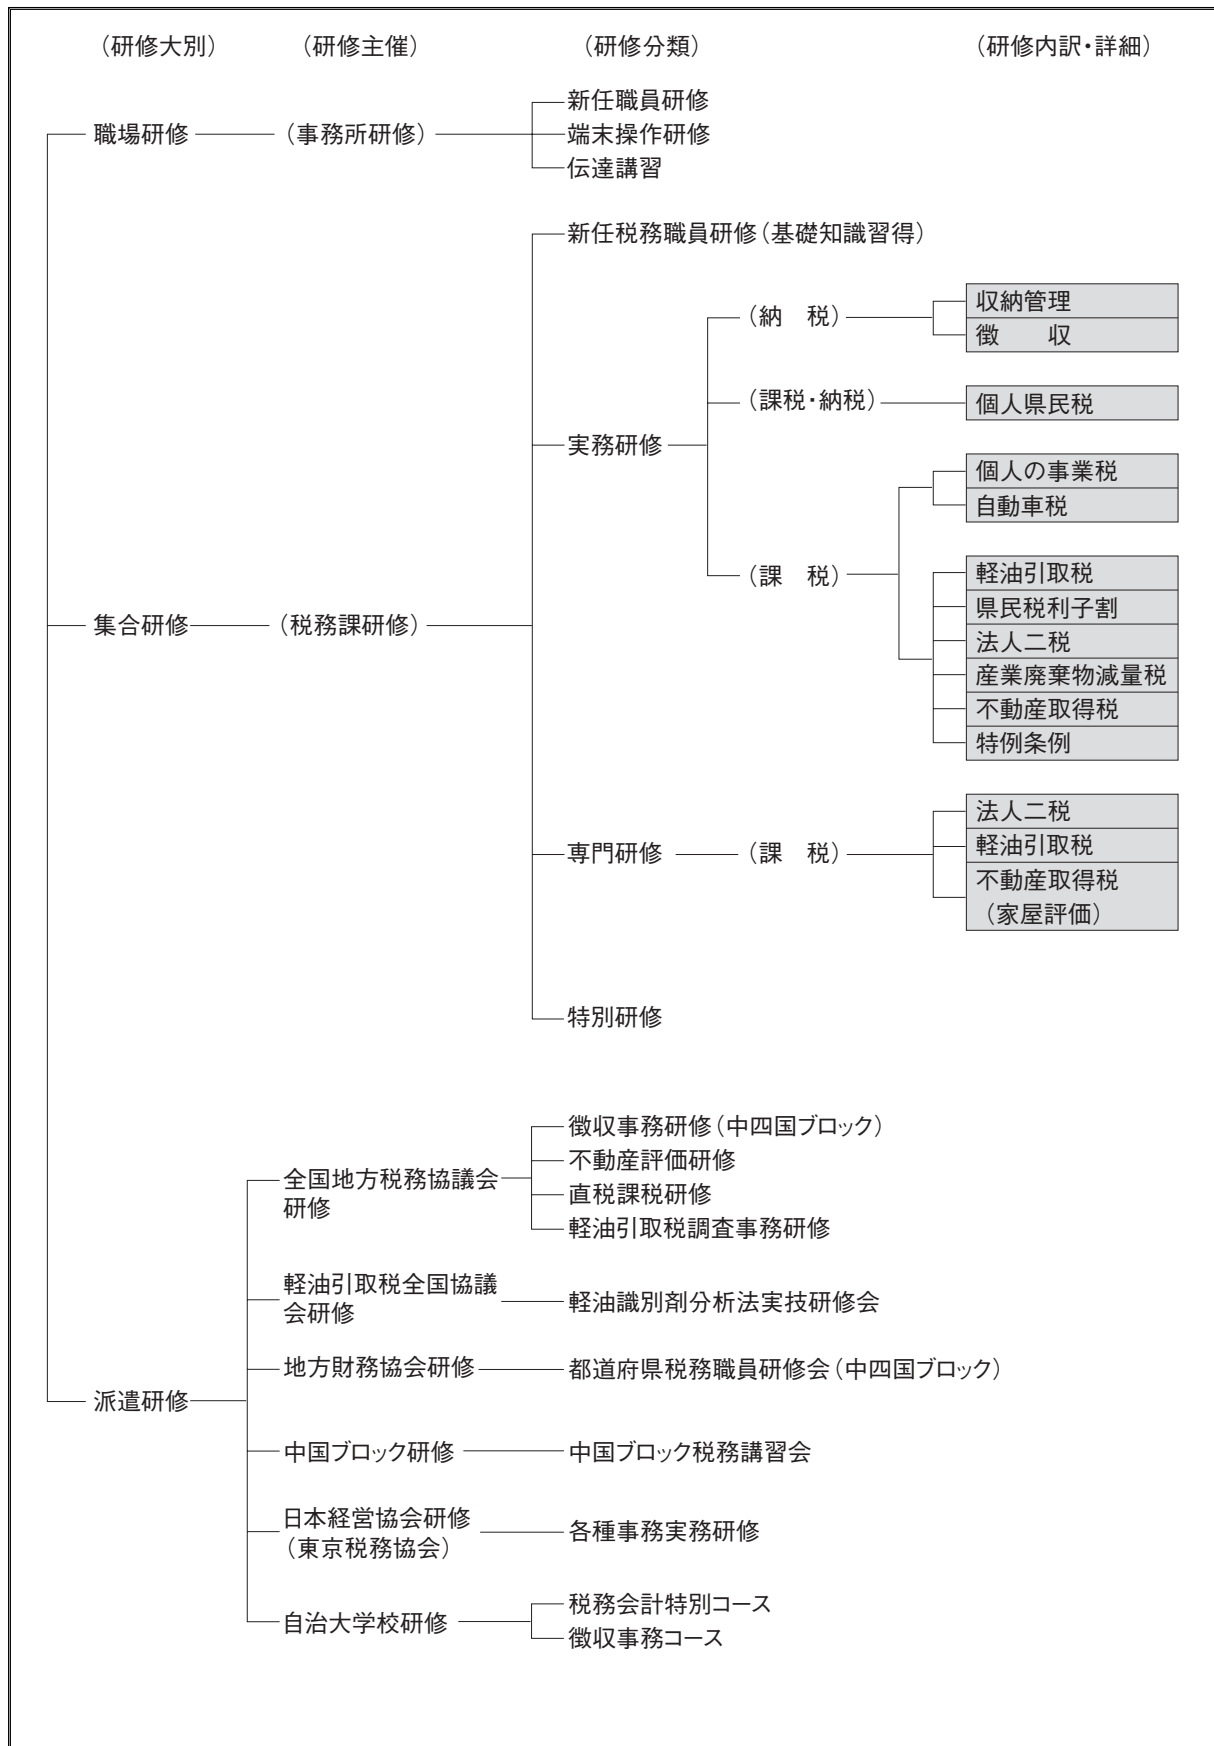 （研修大別）　（研修主催）　（研修分類）　（研修内訳・詳細）
職場研修　（事務所研修）
新任職員研修
端末操作研修
伝達講習
集合研修　（税務課研修）
新任税務職員研修（基礎知識習得）
実務研修
（納　税）
収納管理
徴　　収
（課税・納税）
個人県民税
（課　税）
個人の事業税
自動車税
軽油引取税
県民税利子割
法人二税
産業廃棄物減量税
不動産取得税
特例条例
専門研修　（課　税）
法人二税
軽油引取税
不動産取得税
（家屋評価）
特別研修
派遣研修
全国地方税務協議会
研修
徴収事務研修（中四国ブロック）
不動産評価研修
直税課税研修
軽油引取税調査事務研修
軽油引取税全国協議
会研修
軽油識別剤分析法実技研修会
地方財務協会研修　都道府県税務職員研修会（中四国ブロック）
中国ブロック研修　中国ブロック税務講習会
日本経営協会研修
（東京税務協会）
各種事務実務研修
自治大学校研修
税務会計特別コース
徴収事務コース